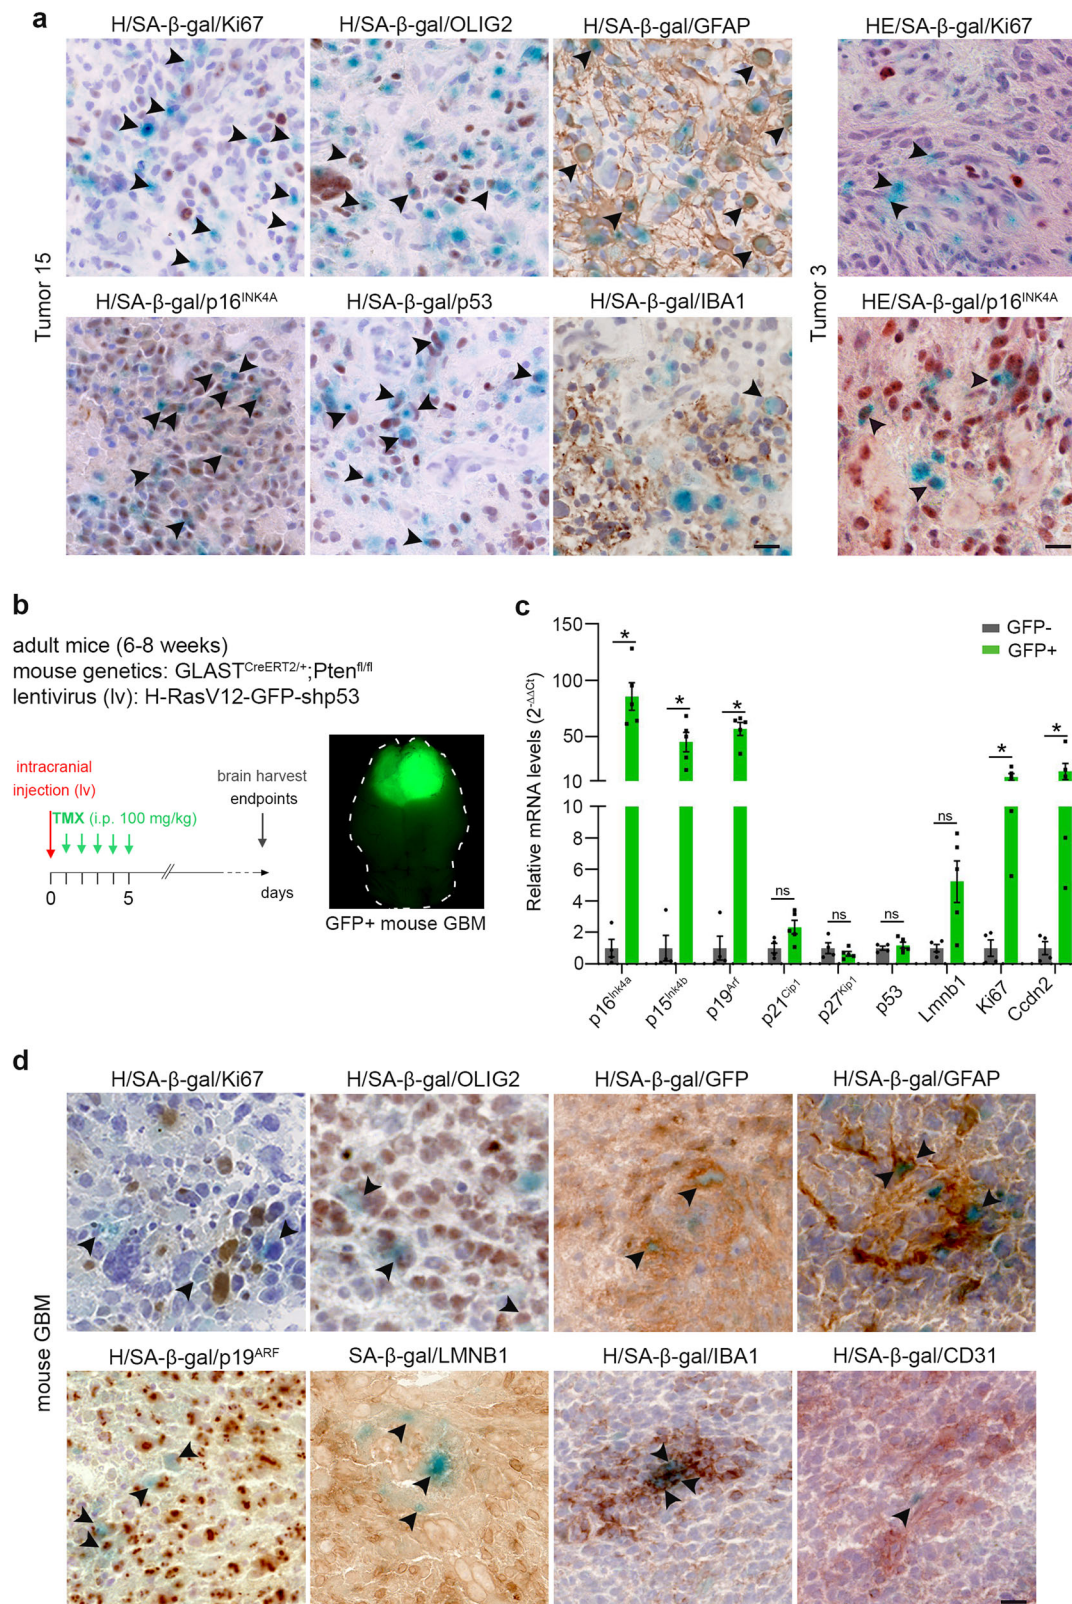 a
H/SA-β-gal/Ki67
H/SA-β-gal/OLIG2
H/SA-β-gal/GFAP
HE/SA-β-gal/Ki67
Tumor 15
Tumor 3
H/SA-β-gal/p16INK4A
H/SA-β-gal/p53
H/SA-β-gal/IBA1
HE/SA-β-gal/p16INK4A
b
adult mice (6-8 weeks)
mouse genetics: GLASTCreERT2/+;Ptenfl/fl
lentivirus (lv): H-RasV12-GFP-shp53
intracranial
injection (lv)
TMX (i.p. 100 mg/kg)
brain harvest
endpoints
0
5
days
GFP+ mouse GBM
c
Relative mRNA levels (2-ΔΔCt)
150
100
50
10
10
8
6
4
2
0
GFP-
GFP+
*
*
*
ns
ns
ns
ns
*
*
p16Ink4a
p15Ink4b
p19Arf
p21Cip1
p27Kip1
p53
Lmnb1
Ki67
Ccdn2
d
H/SA-β-gal/Ki67
H/SA-β-gal/OLIG2
H/SA-β-gal/GFP
H/SA-β-gal/GFAP
mouse GBM
H/SA-β-gal/p19ARF
SA-β-gal/LMNB1
H/SA-β-gal/IBA1
H/SA-β-gal/CD31